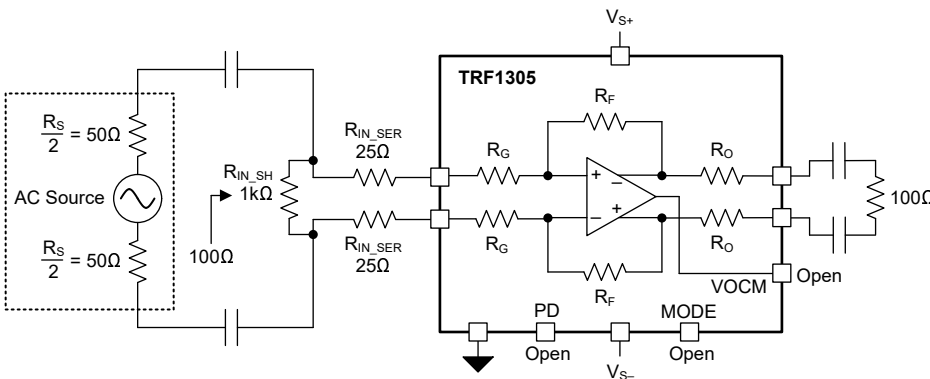 V_S+
TRF1305
R_F
R_S/2 = 50Ω
AC Source
R_S/2 = 50Ω
R_IN_SH
1kΩ
100Ω
R_IN_SER
25Ω
R_IN_SER
25Ω
R_G
R_G
+
−
−
+
R_O
R_O
R_F
100Ω
VOCM
Open
PD
Open
MODE
Open
V_S–